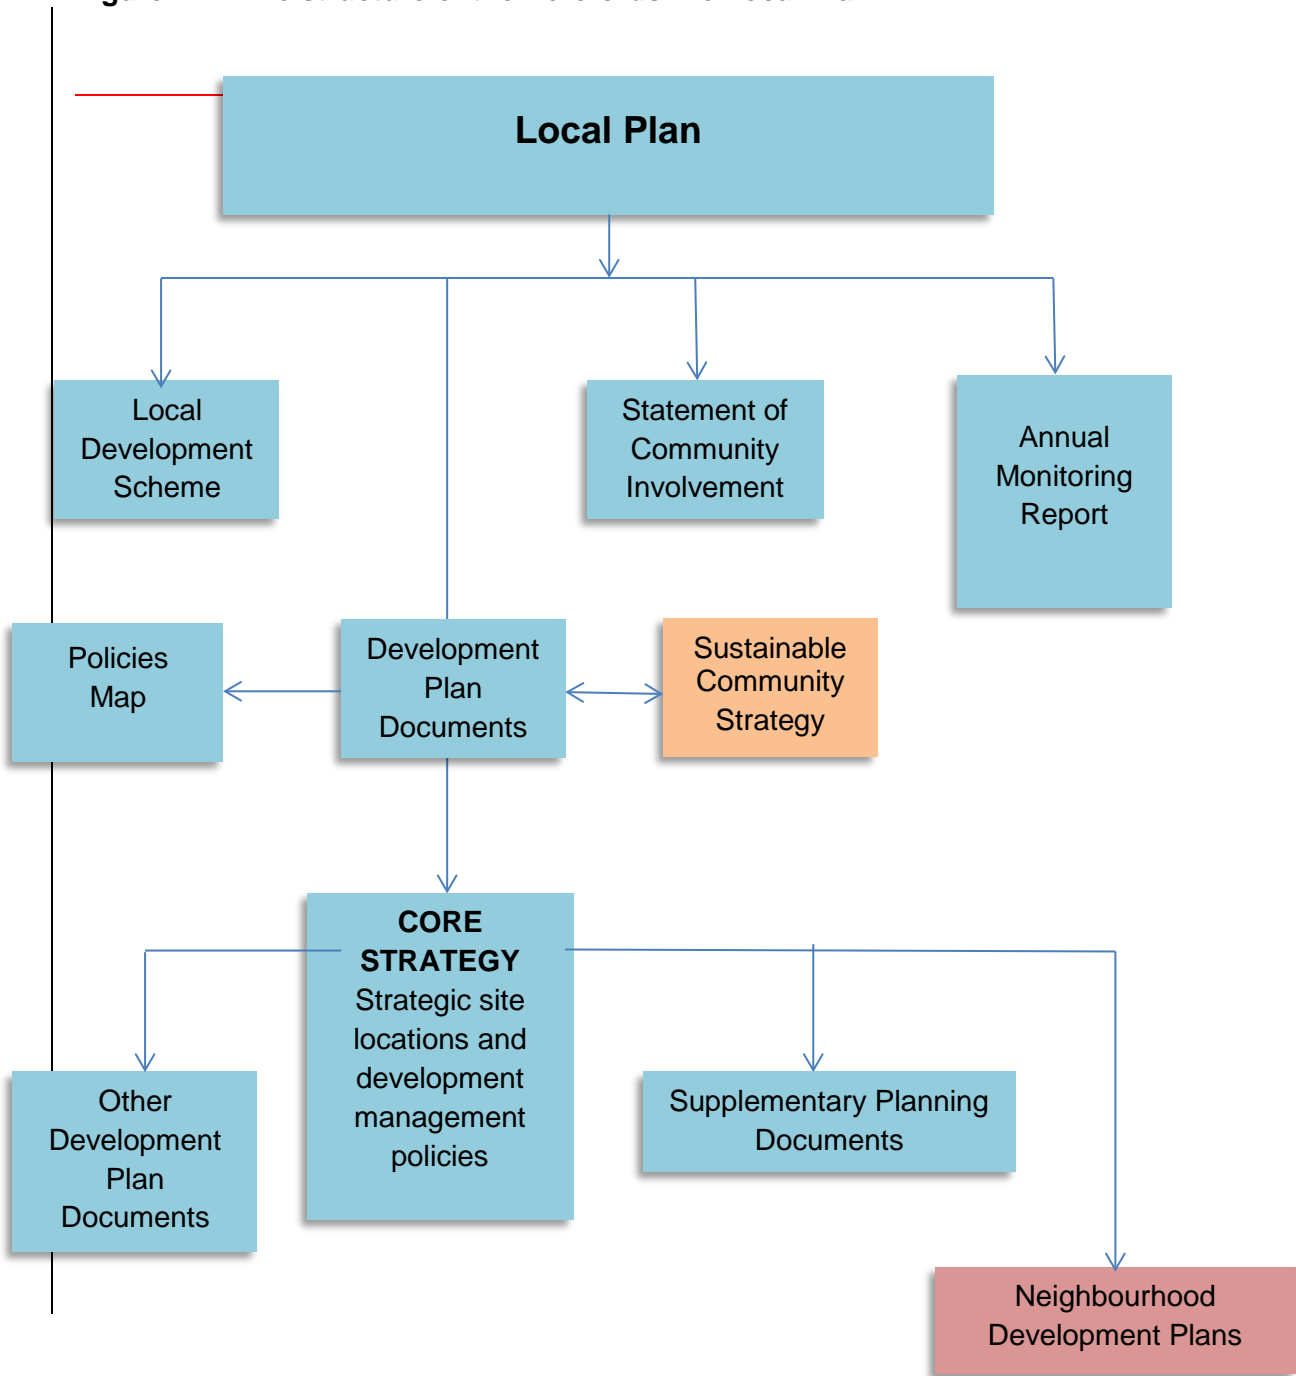 Local Plan
Local
Development
Scheme
Statement of
Community
Involvement
Annual
Monitoring
Report
Policies
Map
Development
Plan
Documents
Sustainable
Community
Strategy
CORE
STRATEGY
Strategic site
locations and
development
management
policies
Other
Development
Plan
Documents
Supplementary Planning
Documents
Neighbourhood
Development Plans